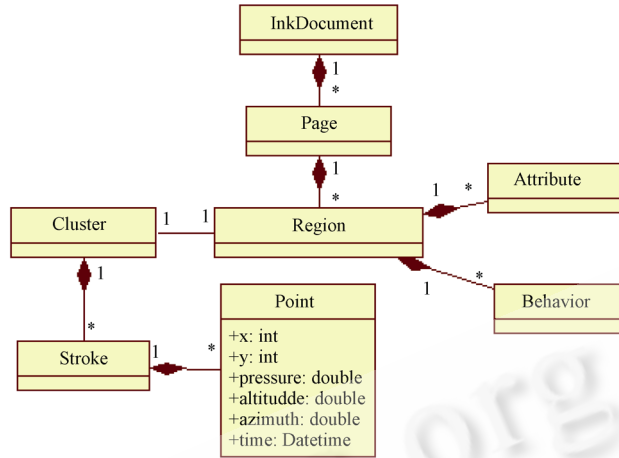 InkDocument
1
*
Page
1
*
Attribute
1
*
Cluster
1
1
Region
1
*
Behavior
1
*
Point
+x: int
+y: int
+pressure: double
+altitudde: double
+azimuth: double
+time: Datetime
Stroke
1
*
org